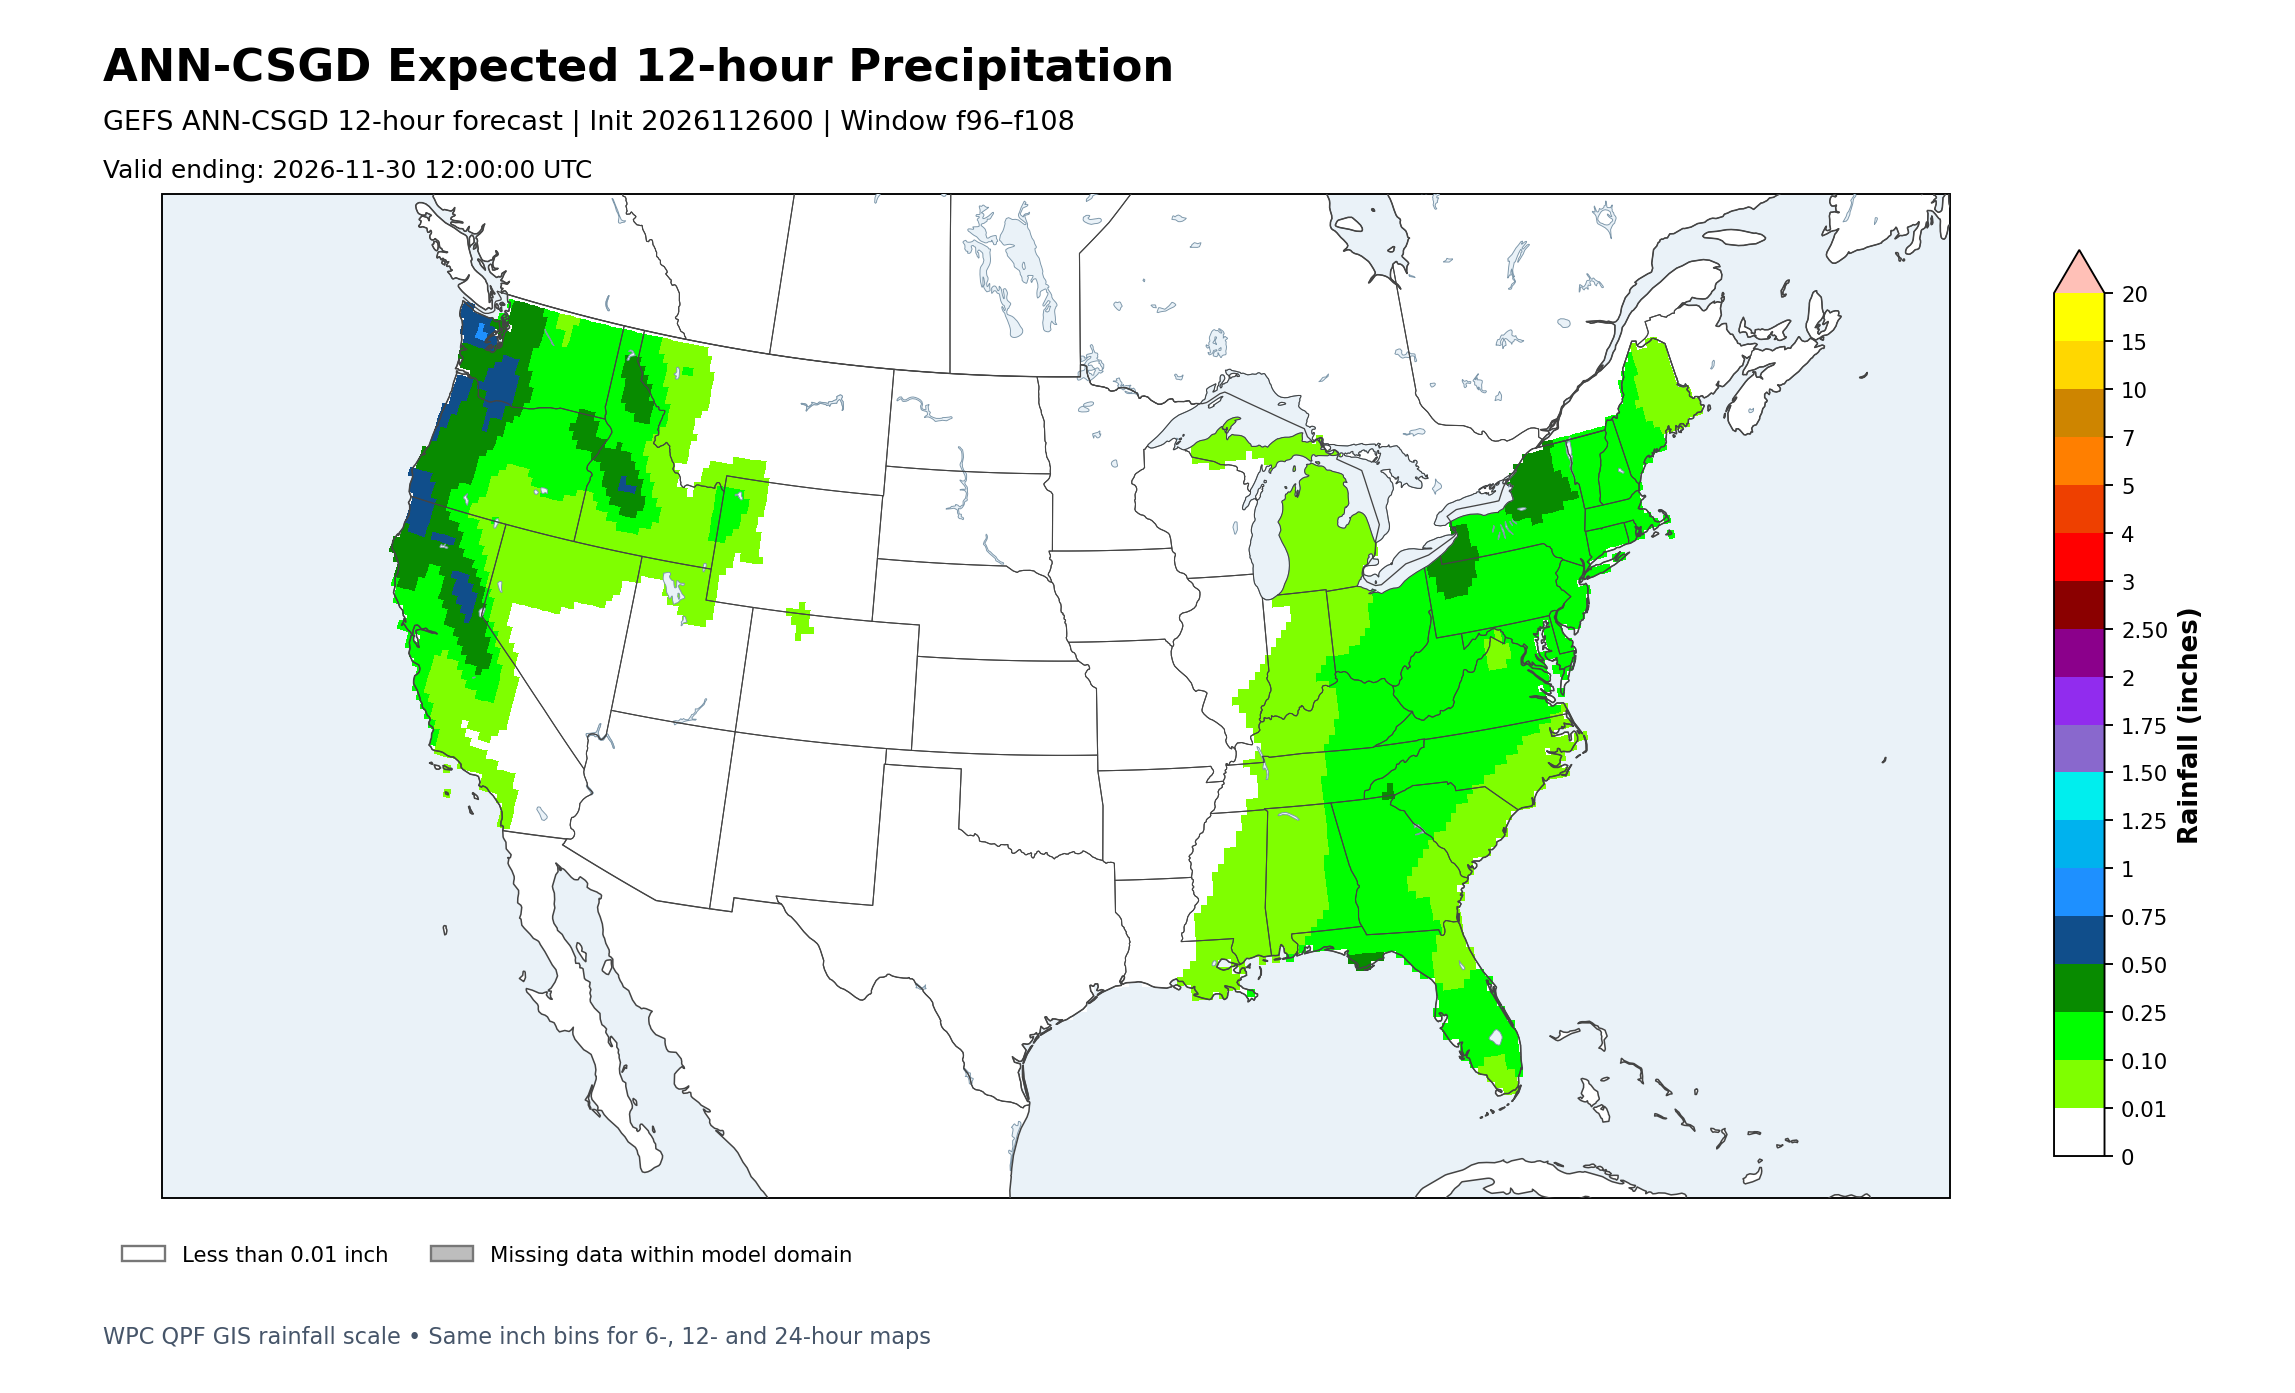 ANN-CSGD Expected 12-hour Precipitation
GEFS ANN-CSGD 12-hour forecast | Init 2026112600 | Window f96–f108
Valid ending: 2026-11-30 12:00:00 UTC
20
15
10
7
5
4
3
2.50
2
1.75
1.50
1.25
1
0.75
0.50
0.25
0.10
0.01
0
Rainfall (inches)
Less than 0.01 inch
Missing data within model domain
WPC QPF GIS rainfall scale • Same inch bins for 6-, 12- and 24-hour maps